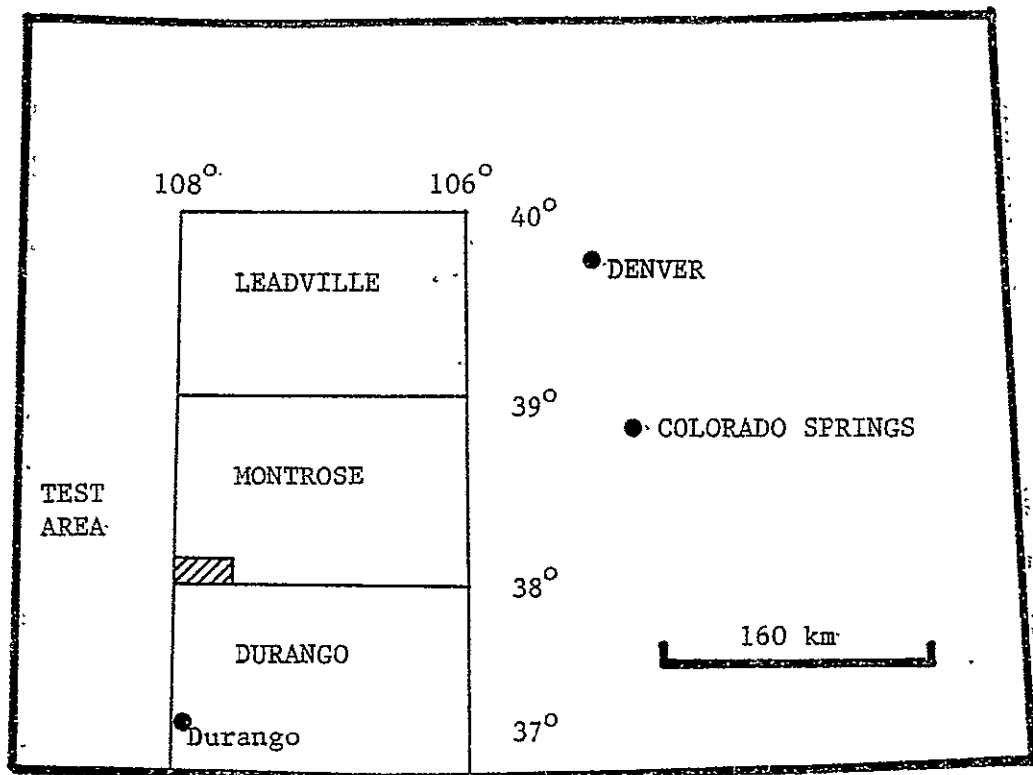 108° 106°
40°
LEADVILLE
DENVER
39°
COLORADO SPRINGS
MONTROSE
TEST
AREA
38°
160 km
DURANGO
Durango
37°